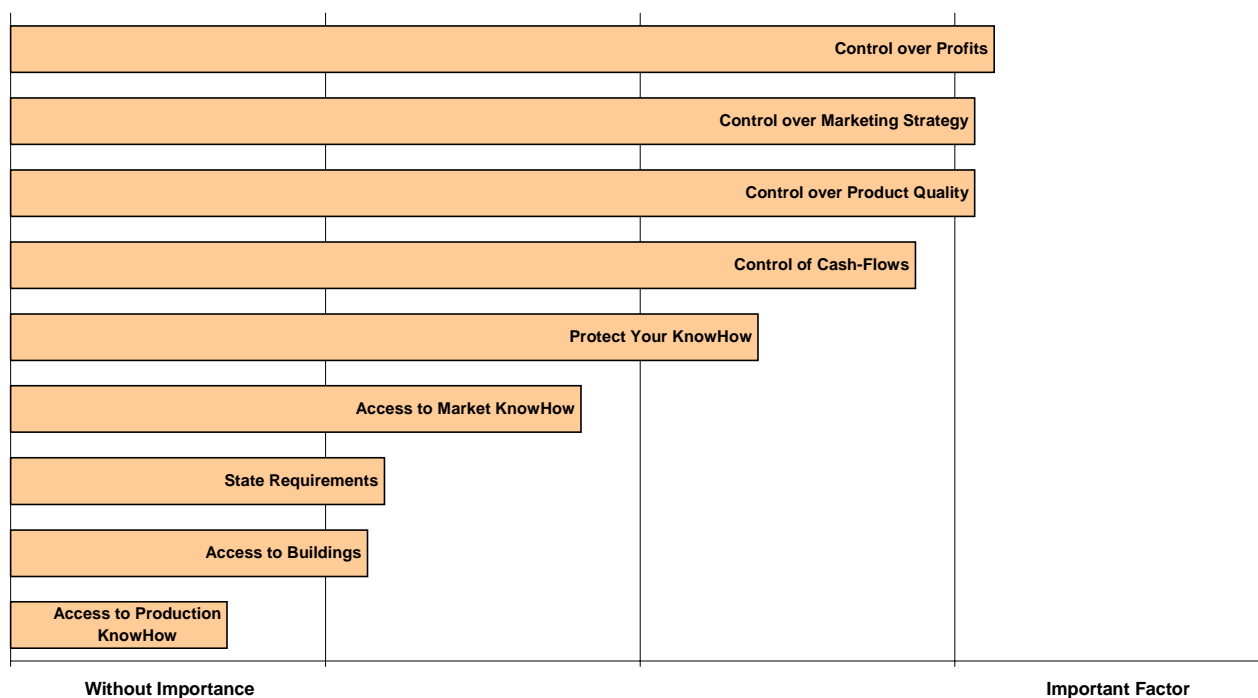 Control over Profits
Control over Marketing Strategy
Control over Product Quality
Control of Cash-Flows
Protect Your KnowHow
Access to Market KnowHow
State Requirements
Access to Buildings
Access to Production
KnowHow
Without Importance
Important Factor